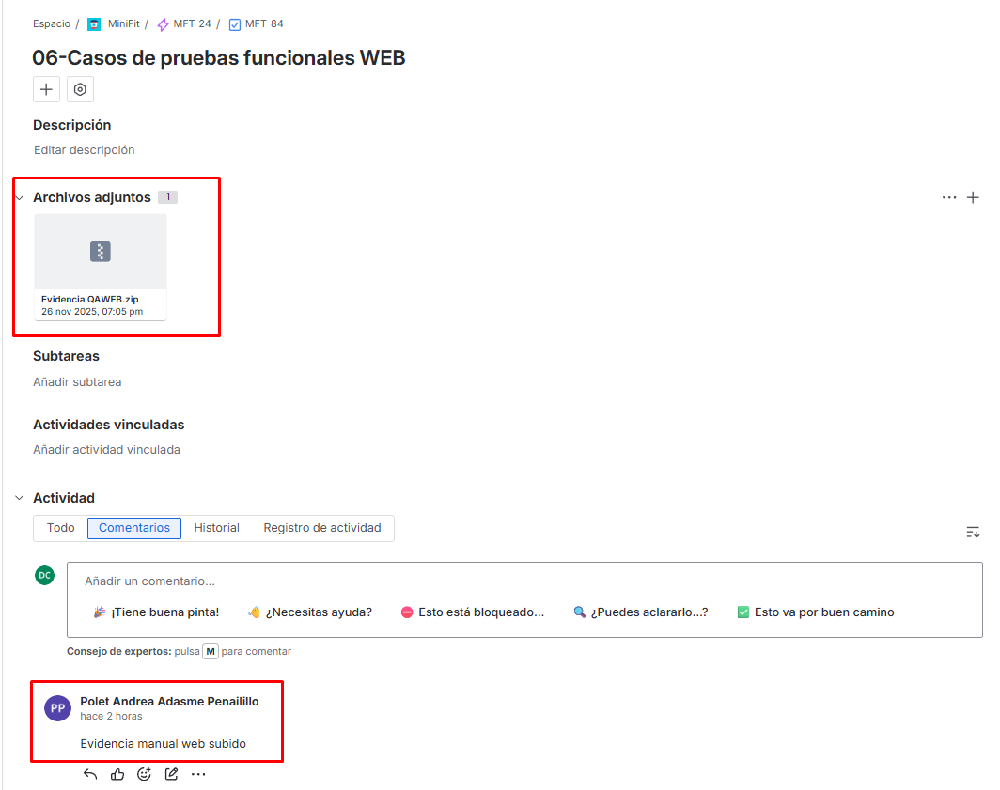 Espacio / MiniFit / MFT-24 / MFT-84
06-Casos de pruebas funcionales WEB
Descripción
Editar descripción
Archivos adjuntos 1
Evidencia QAWEB.zip
26 nov 2025, 07:05 pm
Subtareas
Añadir subtarea
Actividades vinculadas
Añadir actividad vinculada
Actividad
Todo Comentarios Historial Registro de actividad
DC
Añadir un comentario...
¡Tiene buena pinta! ¿Necesitas ayuda? Esto está bloqueado... ¿Puedes aclararlo...? Esto va por buen camino
Consejo de expertos: pulsa M para comentar
PP
Polet Andrea Adasme Penailillo
hace 2 horas
Evidencia manual web subido